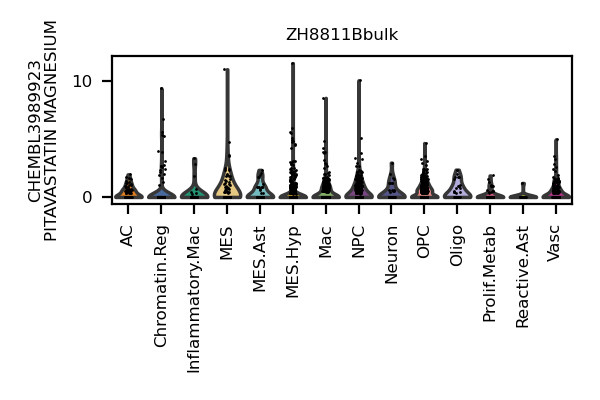 ZH8811Bbulk
CHEMBL3989923
PITAVASTATIN MAGNESIUM
10
0
AC
Chromatin.Reg
Inflammatory.Mac
MES
MES.Ast
MES.Hyp
Mac
NPC
Neuron
OPC
Oligo
Prolif.Metab
Reactive.Ast
Vasc